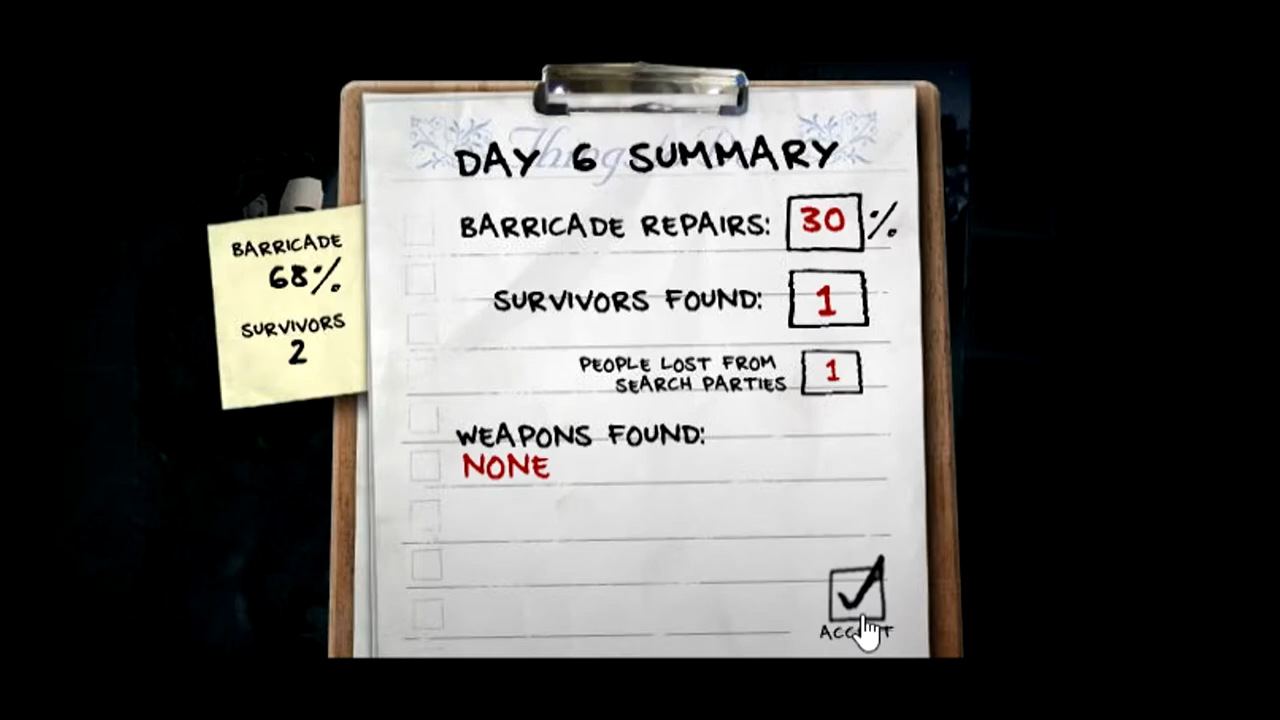 DAY 6 SUMMARY
BARRICADE REPAIRS: 30 %
BARRICADE
68%
SURVIVORS FOUND: 1
SURVIVORS
2
PEOPLE LOST FROM
SEARCH PARTIES 1
WEAPONS FOUND:
NONE